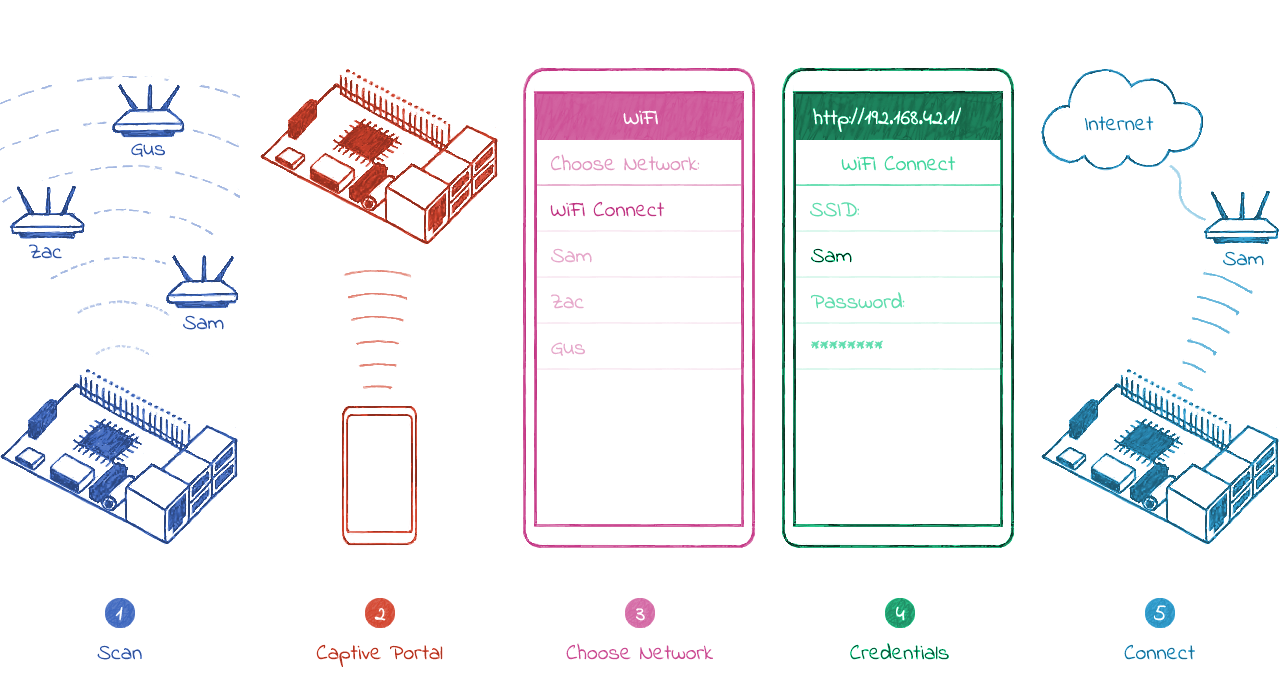 Gus
Zac
Sam
1
Scan
2
Captive Portal
WiFi
Choose Network:
WiFi Connect
Sam
Zac
Gus
3
Choose Network
http://192.168.42.1/
WiFi Connect
SSID:
Sam
Password:
********
4
Credentials
Internet
Sam
5
Connect